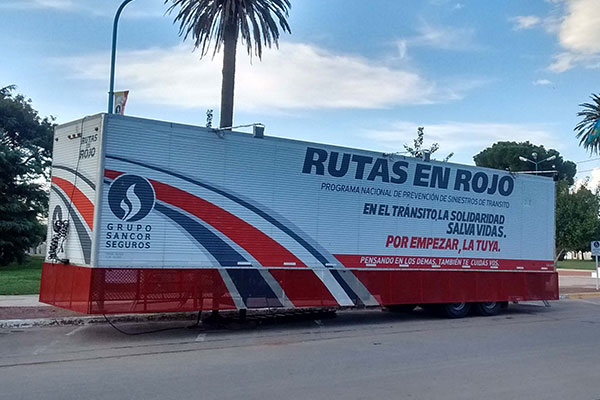 RUTAS
EN
ROJO
GRUPO
SANCOR
SEGUROS
RUTAS EN ROJO
PROGRAMA NACIONAL DE PREVENCIÓN DE SINIESTROS DE TRÁNSITO
EN EL TRÁNSITO, LA SOLIDARIDAD
SALVA VIDAS.
POR EMPEZAR, LA TUYA.
PENSANDO EN LOS DEMÁS, TAMBIÉN TE CUIDÁS VOS.